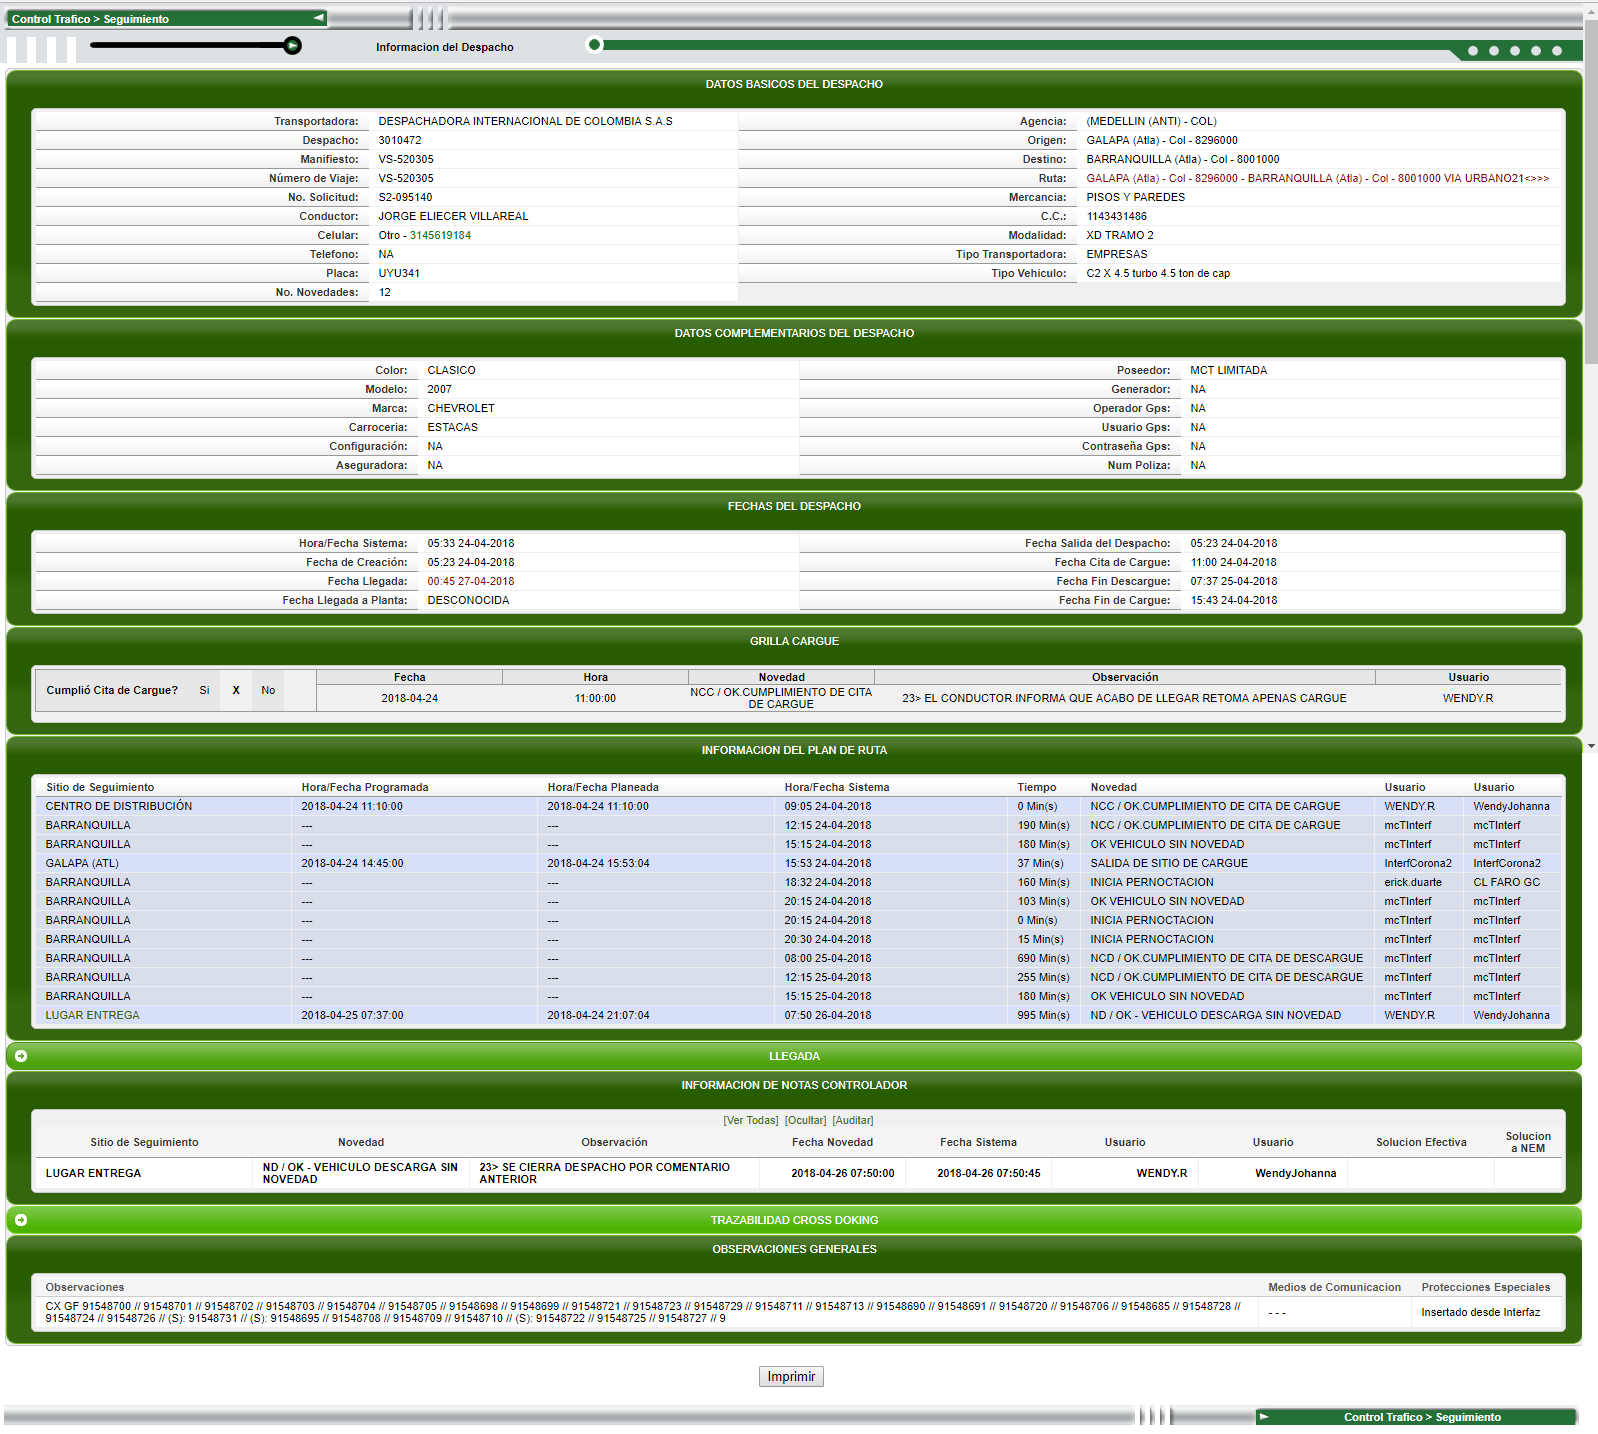 Control Trafico > Seguimiento
Informacion del Despacho
DATOS BASICOS DEL DESPACHO
Transportadora: DESPACHADORA INTERNACIONAL DE COLOMBIA S.A.S Agencia: (MEDELLIN (ANTI) - COL)
Despacho: 3010472 Origen: GALAPA (Atla) - Col - 8296000
Manifiesto: VS-520305 Destino: BARRANQUILLA (Atla) - Col - 8001000
Número de Viaje: VS-520305 Ruta: GALAPA (Atla) - Col - 8296000 - BARRANQUILLA (Atla) - Col - 8001000 VIA URBANO21<>>>
No. Solicitud: S2-095140 Mercancia: PISOS Y PAREDES
Conductor: JORGE ELIECER VILLAREAL C.C.: 1143431486
Celular: Otro - 3145619184 Modalidad: XD TRAMO 2
Telefono: NA Tipo Transportadora: EMPRESAS
Placa: UYU341 Tipo Vehiculo: C2 X 4.5 turbo 4.5 ton de cap
No. Novedades: 12
DATOS COMPLEMENTARIOS DEL DESPACHO
Color: CLASICO Poseedor: MCT LIMITADA
Modelo: 2007 Generador: NA
Marca: CHEVROLET Operador Gps: NA
Carroceria: ESTACAS Usuario Gps: NA
Configuración: NA Contraseña Gps: NA
Aseguradora: NA Num Poliza: NA
FECHAS DEL DESPACHO
Hora/Fecha Sistema: 05:33 24-04-2018 Fecha Salida del Despacho: 05:23 24-04-2018
Fecha de Creación: 05:23 24-04-2018 Fecha Cita de Cargue: 11:00 24-04-2018
Fecha Llegada: 00:45 27-04-2018 Fecha Fin Descargue: 07:37 25-04-2018
Fecha Llegada a Planta: DESCONOCIDA Fecha Fin de Cargue: 15:43 24-04-2018
GRILLA CARGUE
Cumplió Cita de Cargue? Si X No Fecha Hora Novedad Observación Usuario
2018-04-24 11:00:00 NCC / OK.CUMPLIMIENTO DE CITA DE CARGUE 23> EL CONDUCTOR INFORMA QUE ACABO DE LLEGAR RETOMA APENAS CARGUE WENDY.R
INFORMACION DEL PLAN DE RUTA
Sitio de Seguimiento Hora/Fecha Programada Hora/Fecha Planeada Hora/Fecha Sistema Tiempo Novedad Usuario Usuario
CENTRO DE DISTRIBUCIÓN 2018-04-24 11:10:00 2018-04-24 11:10:00 09:05 24-04-2018 0 Min(s) NCC / OK.CUMPLIMIENTO DE CITA DE CARGUE WENDY.R WendyJohanna
BARRANQUILLA --- --- 12:15 24-04-2018 190 Min(s) NCC / OK.CUMPLIMIENTO DE CITA DE CARGUE mcTInterf mcTInterf
BARRANQUILLA --- --- 15:15 24-04-2018 180 Min(s) OK VEHICULO SIN NOVEDAD mcTInterf mcTInterf
GALAPA (ATL) 2018-04-24 14:45:00 2018-04-24 15:53:04 15:53 24-04-2018 37 Min(s) SALIDA DE SITIO DE CARGUE InterfCorona2 InterfCorona2
BARRANQUILLA --- --- 18:32 24-04-2018 160 Min(s) INICIA PERNOCTACION erick.duarte CL FARO GC
BARRANQUILLA --- --- 20:15 24-04-2018 103 Min(s) OK VEHICULO SIN NOVEDAD mcTInterf mcTInterf
BARRANQUILLA --- --- 20:15 24-04-2018 0 Min(s) INICIA PERNOCTACION mcTInterf mcTInterf
BARRANQUILLA --- --- 20:30 24-04-2018 15 Min(s) INICIA PERNOCTACION mcTInterf mcTInterf
BARRANQUILLA --- --- 08:00 25-04-2018 690 Min(s) NCD / OK.CUMPLIMIENTO DE CITA DE DESCARGUE mcTInterf mcTInterf
BARRANQUILLA --- --- 12:15 25-04-2018 255 Min(s) NCD / OK.CUMPLIMIENTO DE CITA DE DESCARGUE mcTInterf mcTInterf
BARRANQUILLA --- --- 15:15 25-04-2018 180 Min(s) OK VEHICULO SIN NOVEDAD mcTInterf mcTInterf
LUGAR ENTREGA 2018-04-25 07:37:00 2018-04-24 21:07:04 07:50 26-04-2018 995 Min(s) ND / OK - VEHICULO DESCARGA SIN NOVEDAD WENDY.R WendyJohanna
LLEGADA
INFORMACION DE NOTAS CONTROLADOR
[Ver Todas] [Ocultar] [Auditar]
Sitio de Seguimiento Novedad Observación Fecha Novedad Fecha Sistema Usuario Usuario Solucion Efectiva Solucion a NEM
LUGAR ENTREGA ND / OK - VEHICULO DESCARGA SIN NOVEDAD 23> SE CIERRA DESPACHO POR COMENTARIO ANTERIOR 2018-04-26 07:50:00 2018-04-26 07:50:45 WENDY.R WendyJohanna
TRAZABILIDAD CROSS DOKING
OBSERVACIONES GENERALES
Observaciones Medios de Comunicacion Protecciones Especiales
CX GF 91548700 // 91548701 // 91548702 // 91548703 // 91548704 // 91548705 // 91548698 // 91548699 // 91548721 // 91548723 // 91548729 // 91548711 // 91548713 // 91548690 // 91548691 // 91548720 // 91548706 // 91548685 // 91548728 //
91548724 // 91548726 // (S): 91548731 // (S): 91548695 // 91548708 // 91548709 // 91548710 // (S): 91548722 // 91548725 // 91548727 // 9
- - - Insertado desde Interfaz
Imprimir
Control Trafico > Seguimiento